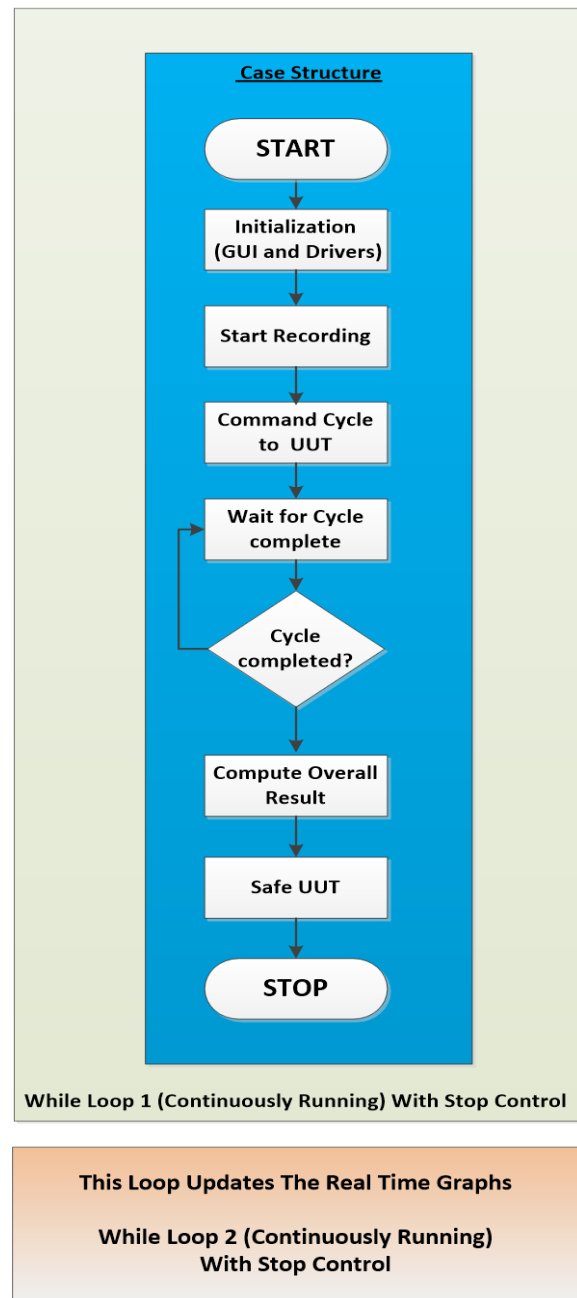 Case Structure
START
Initialization
(GUI and Drivers)
Start Recording
Command Cycle
to UUT
Wait for Cycle
complete
Cycle
completed?
Compute Overall
Result
Safe UUT
STOP
While Loop 1 (Continuously Running) With Stop Control
This Loop Updates The Real Time Graphs
While Loop 2 (Continuously Running)
With Stop Control